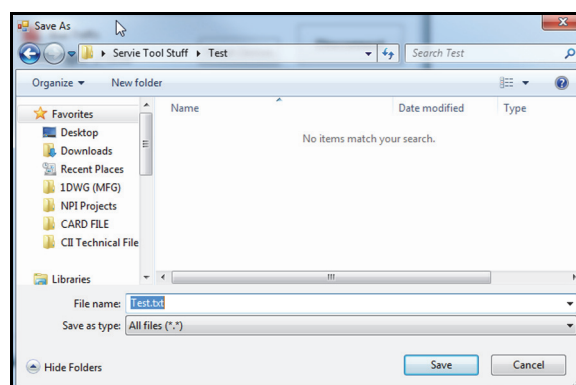 Save As
Servie Tool Stuff Test
Search Test
Organize New folder
Favorites
Desktop
Downloads
Recent Places
1DWG (MFG)
NPI Projects
CARD FILE
CII Technical File
Libraries
Name Date modified Type
No items match your search.
File name: Test.txt
Save as type: All files (*.*)
Hide Folders Save Cancel